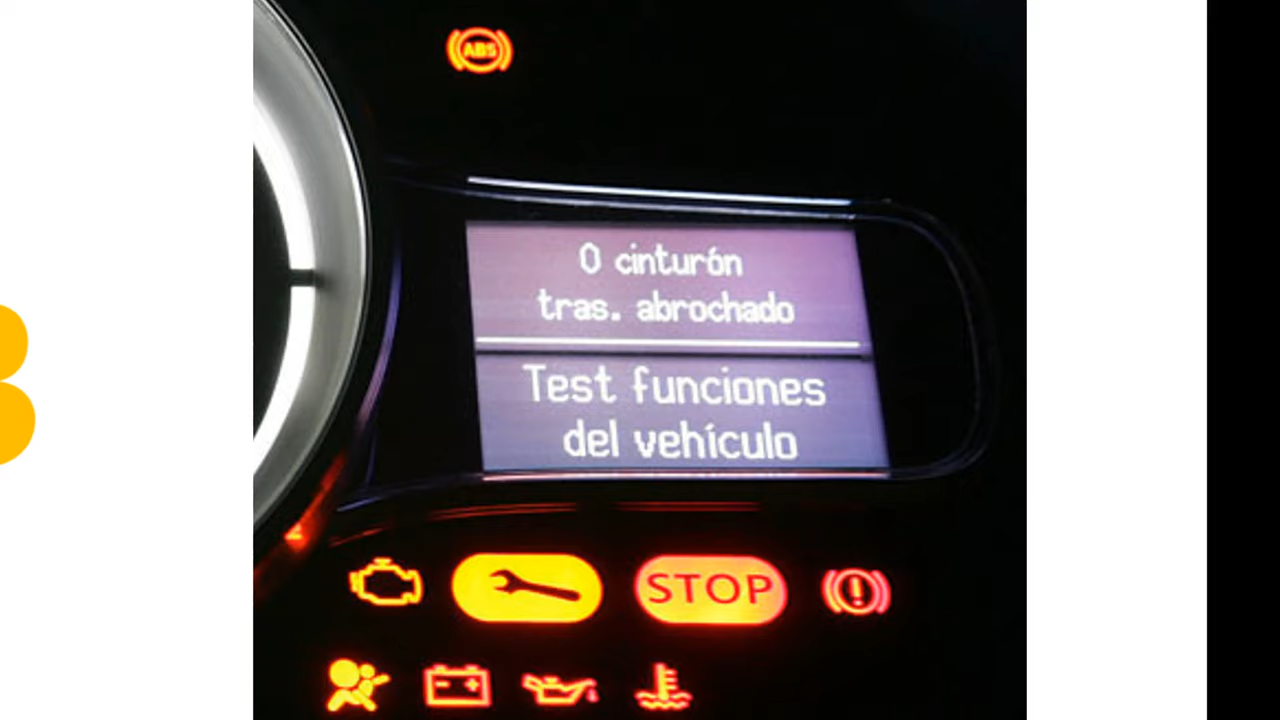 ABS
0 cinturón
tras. abrochado
Test funciones
del vehículo
STOP